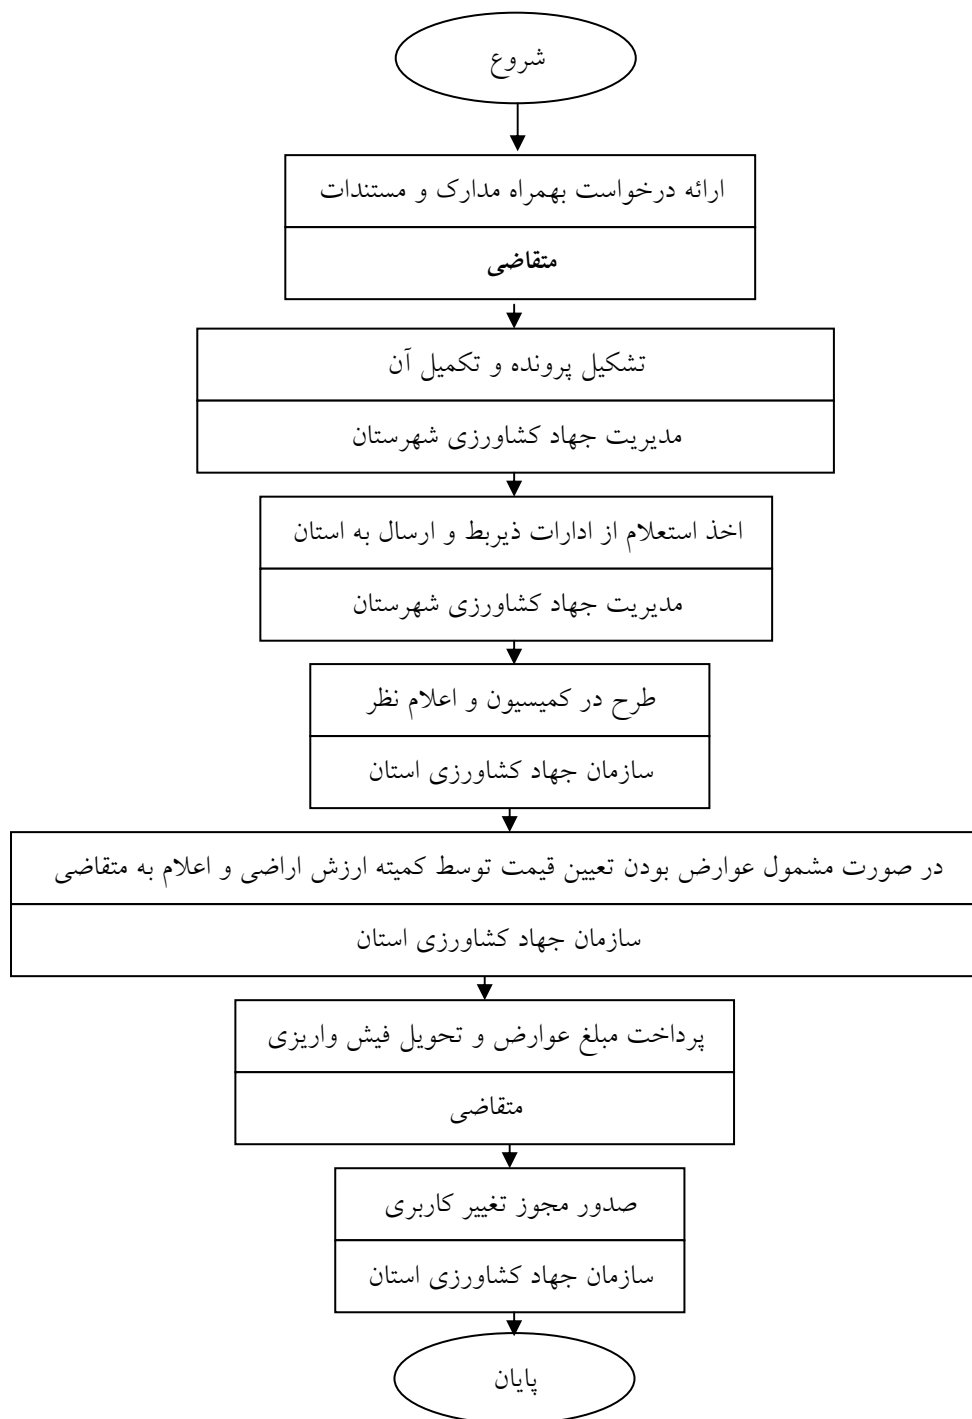 شروع
ارائه درخواست بهمراه مدارک و مستندات
متقاضی
تشکیل پرونده و تکمیل آن
مدیریت جهاد کشاورزی شهرستان
اخذ استعلام از ادارات ذیربط و ارسال به استان
مدیریت جهاد کشاورزی شهرستان
طرح در کمیسیون و اعلام نظر
سازمان جهاد کشاورزی استان
در صورت مشمول عوارض بودن تعیین قیمت توسط کمیته ارزش اراضی و اعلام به متقاضی
سازمان جهاد کشاورزی استان
پرداخت مبلغ عوارض و تحویل فیش واریزی
متقاضی
صدور مجوز تغییر کاربری
سازمان جهاد کشاورزی استان
پایان